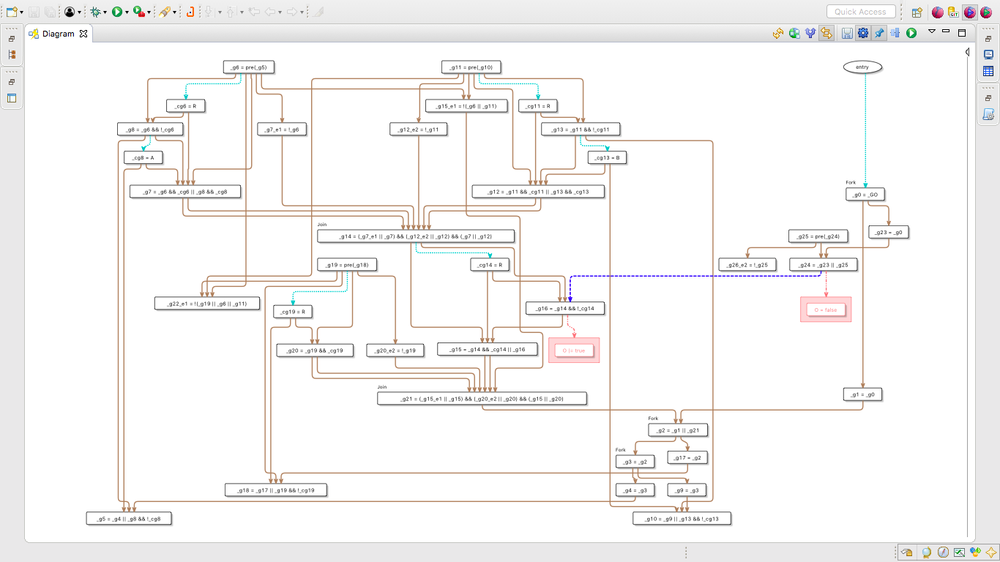 Quick Access
GIT
Diagram
_g6 = pre(_g5)
_g11 = pre(_g10)
entry
_cg6 = R
_g15_e1 = !(_g6 || _g11)
_cg11 = R
_g8 = _g6 && !_cg6
_g7_e1 = !_g6
_g12_e2 = !_g11
_g13 = _g11 && !_cg11
_cg8 = A
_cg13 = B
Fork
_g7 = _g6 && _cg6 || _g8 && _cg8
_g12 = _g11 && _cg11 || _g13 && _cg13
_g0 = _GO
Join
_g14 = (_g7_e1 || _g7) && (_g12_e2 || _g12) && (_g7 || _g12)
_g25 = pre(_g24)
_g23 = _g0
_g19 = pre(_g18)
_cg14 = R
_g26_e2 = !_g25
_g24 = _g23 || _g25
_g22_e1 = !(_g19 || _g6 || _g11)
_cg19 = R
_g16 = _g14 && !_cg14
O = false
_g20 = _g19 && _cg19
_g20_e2 = !_g19
_g15 = _g14 && _cg14 || _g16
O |= true
Join
_g21 = (_g15_e1 || _g15) && (_g20_e2 || _g20) && (_g15 || _g20)
_g1 = _g0
Fork
_g2 = _g1 || _g21
Fork
_g3 = _g2
_g17 = _g2
_g18 = _g17 || _g19 && !_cg19
_g4 = _g3
_g9 = _g3
_g5 = _g4 || _g8 && !_cg8
_g10 = _g9 || _g13 && !_cg13